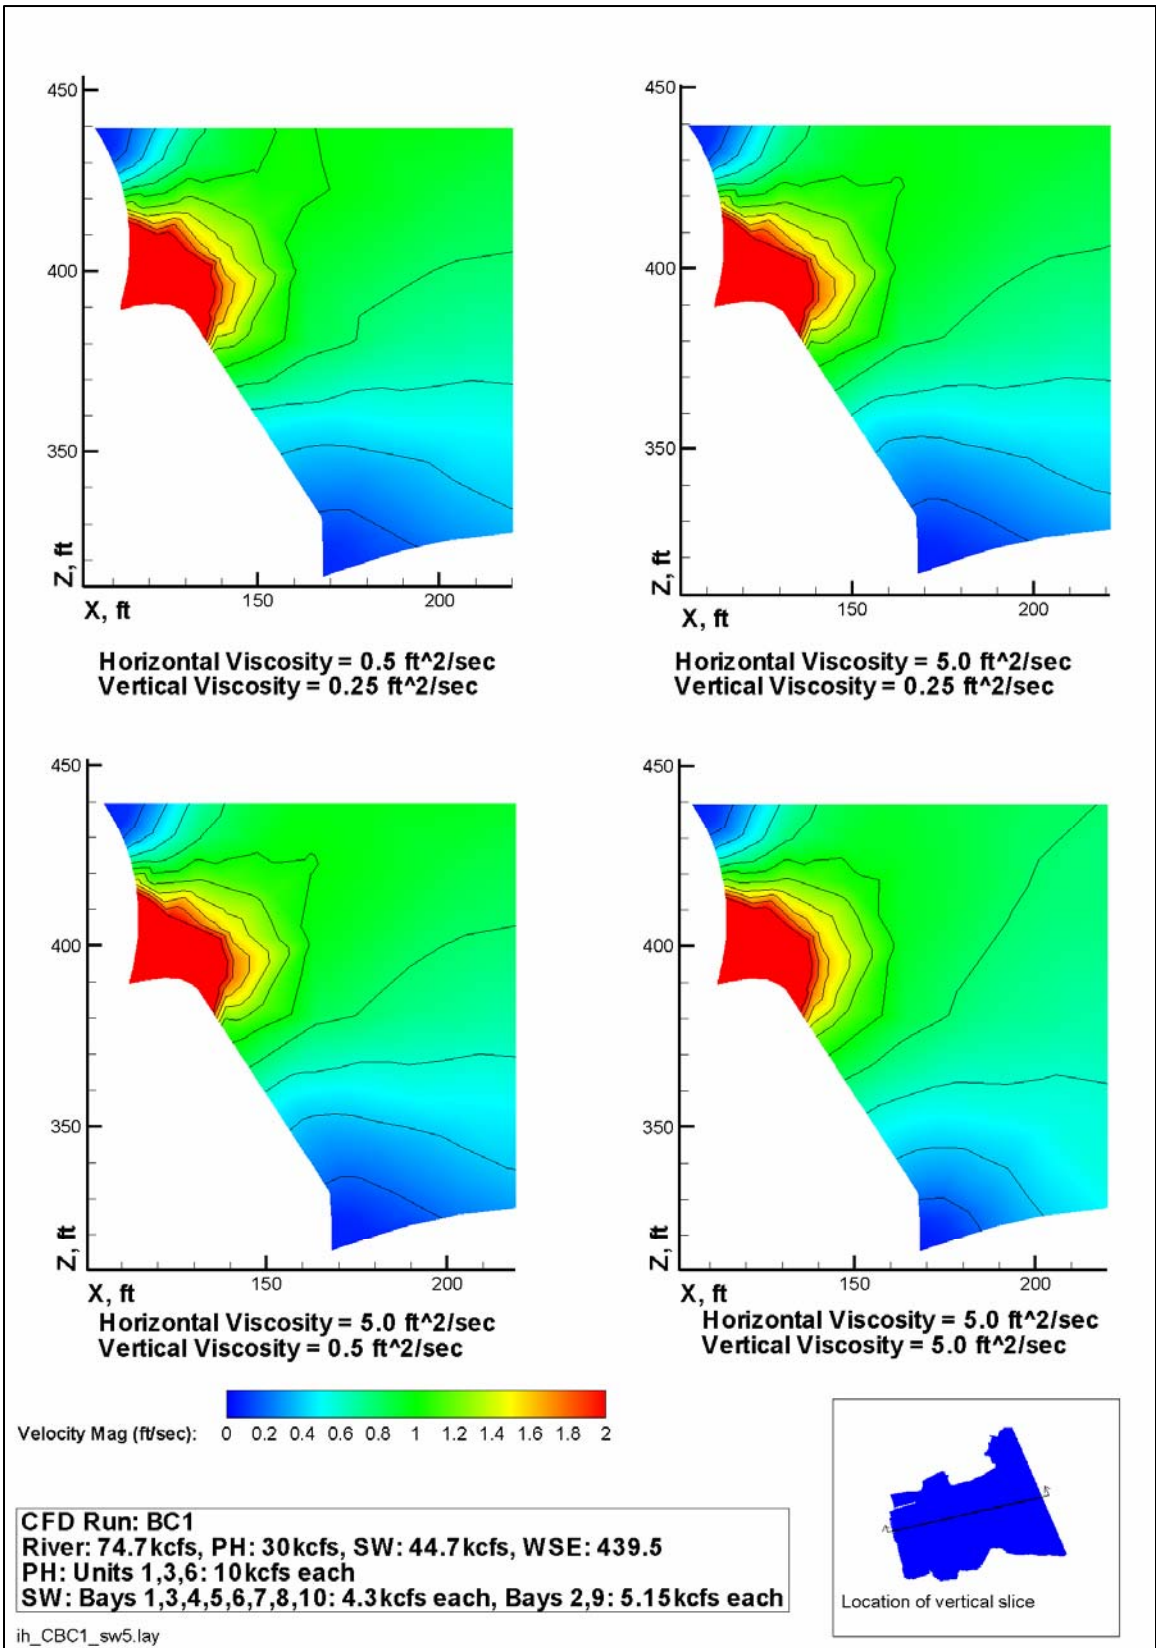 450
400
350
Z, ft
150
200
X, ft
Horizontal Viscosity = 0.5 ft^2/sec
Vertical Viscosity = 0.25 ft^2/sec
450
400
350
Z, ft
150
200
X, ft
Horizontal Viscosity = 5.0 ft^2/sec
Vertical Viscosity = 0.25 ft^2/sec
450
400
350
Z, ft
150
200
X, ft
Horizontal Viscosity = 5.0 ft^2/sec
Vertical Viscosity = 0.5 ft^2/sec
450
400
350
Z, ft
150
200
X, ft
Horizontal Viscosity = 5.0 ft^2/sec
Vertical Viscosity = 5.0 ft^2/sec
Velocity Mag (ft/sec): 0 0.2 0.4 0.6 0.8 1 1.2 1.4 1.6 1.8 2
CFD Run: BC1
River: 74.7kcfs, PH: 30kcfs, SW: 44.7kcfs, WSE: 439.5
PH: Units 1,3,6: 10kcfs each
SW: Bays 1,3,4,5,6,7,8,10: 4.3kcfs each, Bays 2,9: 5.15kcfs each
Location of vertical slice
ih_CBC1_sw5.lay